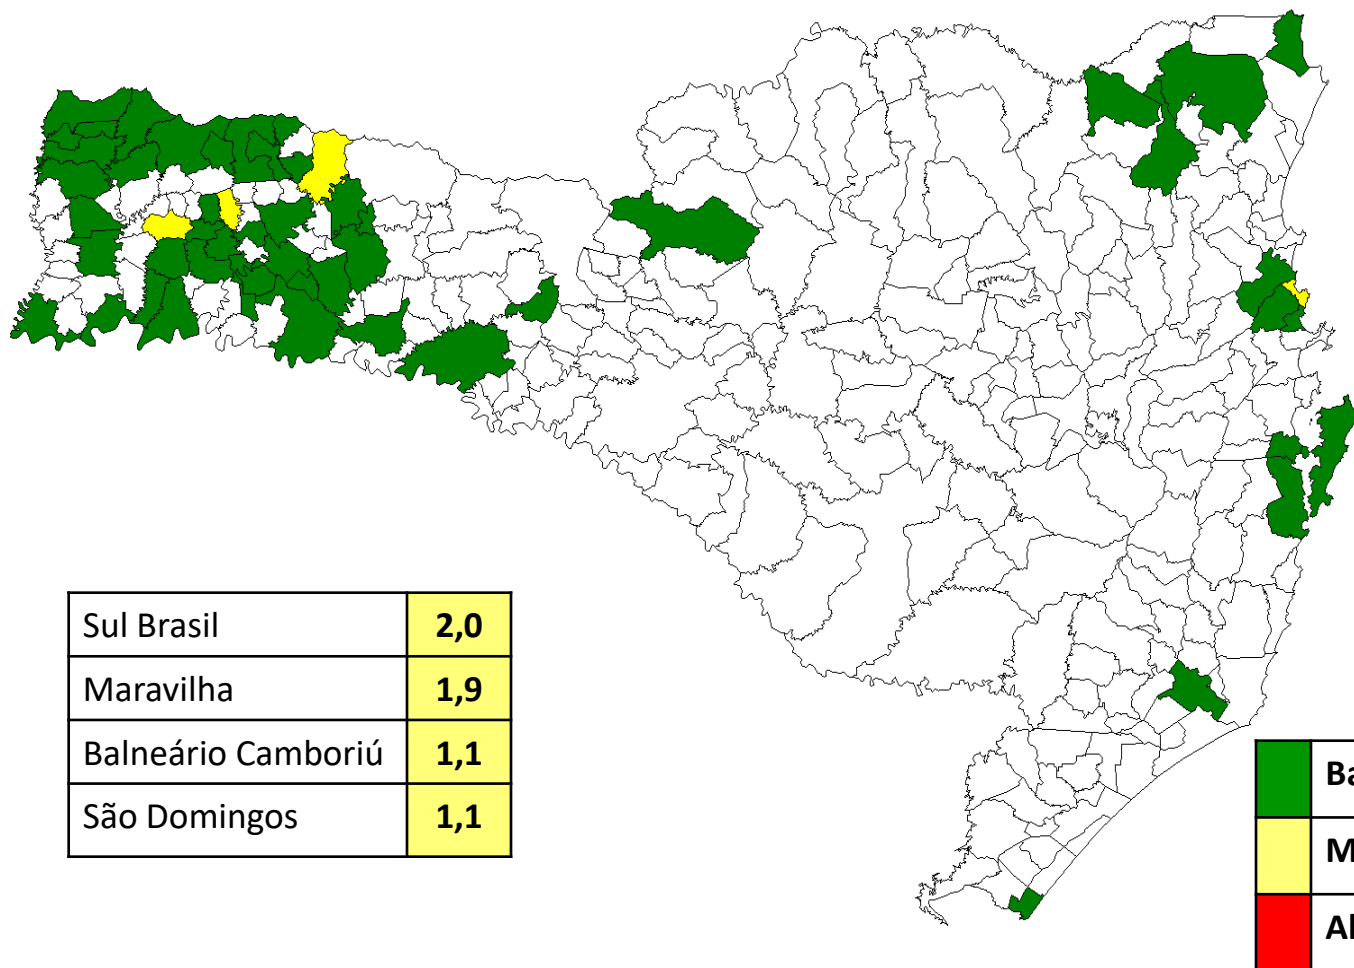 Sul Brasil 2,0
Maravilha 1,9
Balneário Camboriú 1,1
São Domingos 1,1